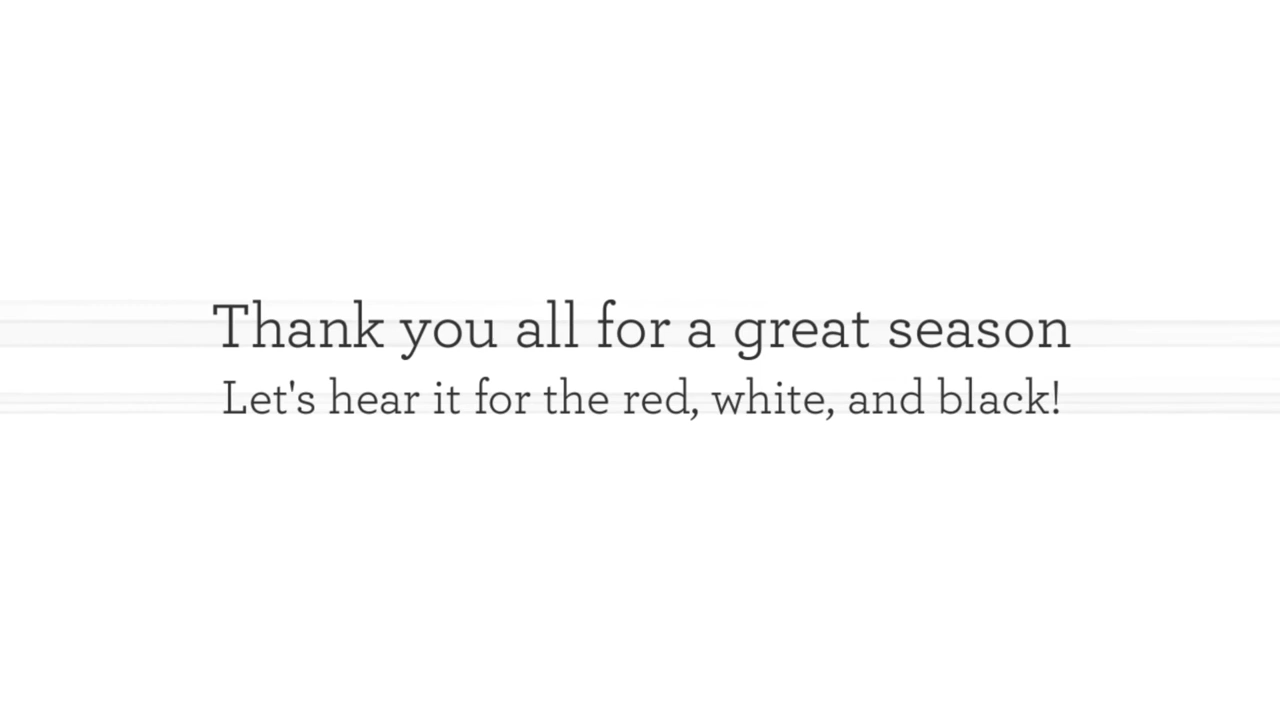 Thank you all for a great season
Let's hear it for the red, white, and black!